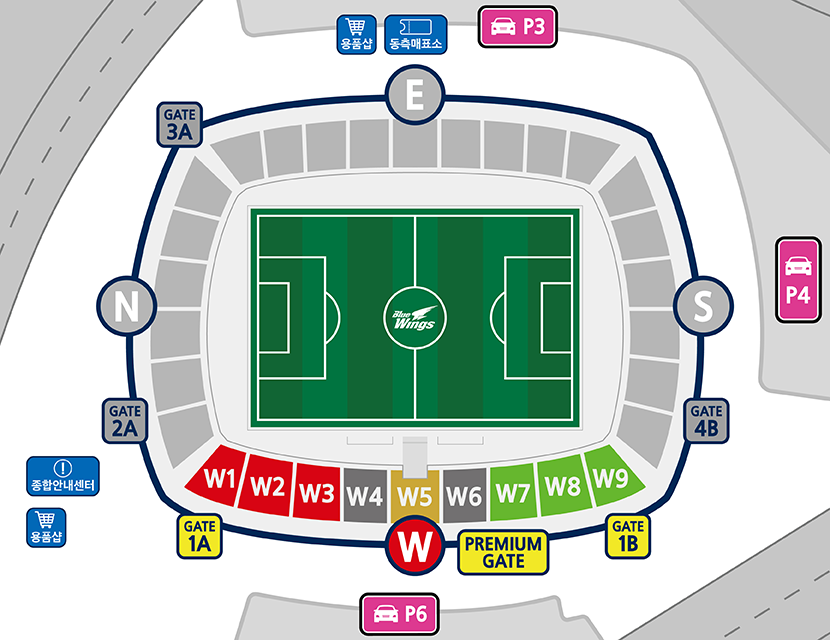 용품샵
동측매표소
P3
E
GATE
3A
P4
N
S
Blue
Wings
GATE
2A
GATE
4B
종합안내센터
용품샵
W1
W2
W3
W4
W5
W6
W7
W8
W9
GATE
1A
W
PREMIUM
GATE
GATE
1B
P6